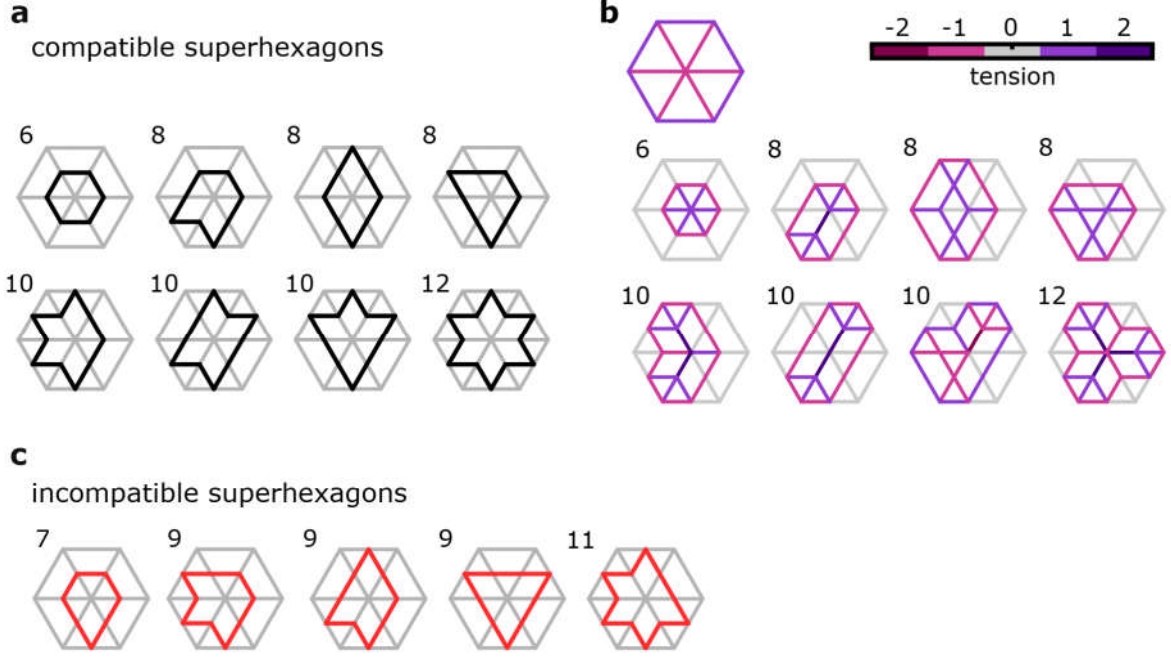 a
compatible superhexagons
6 8 8 8
10 10 10 12
b
-2 -1 0 1 2
tension
6 8 8 8
10 10 10 12
c
incompatible superhexagons
7 9 9 9 11